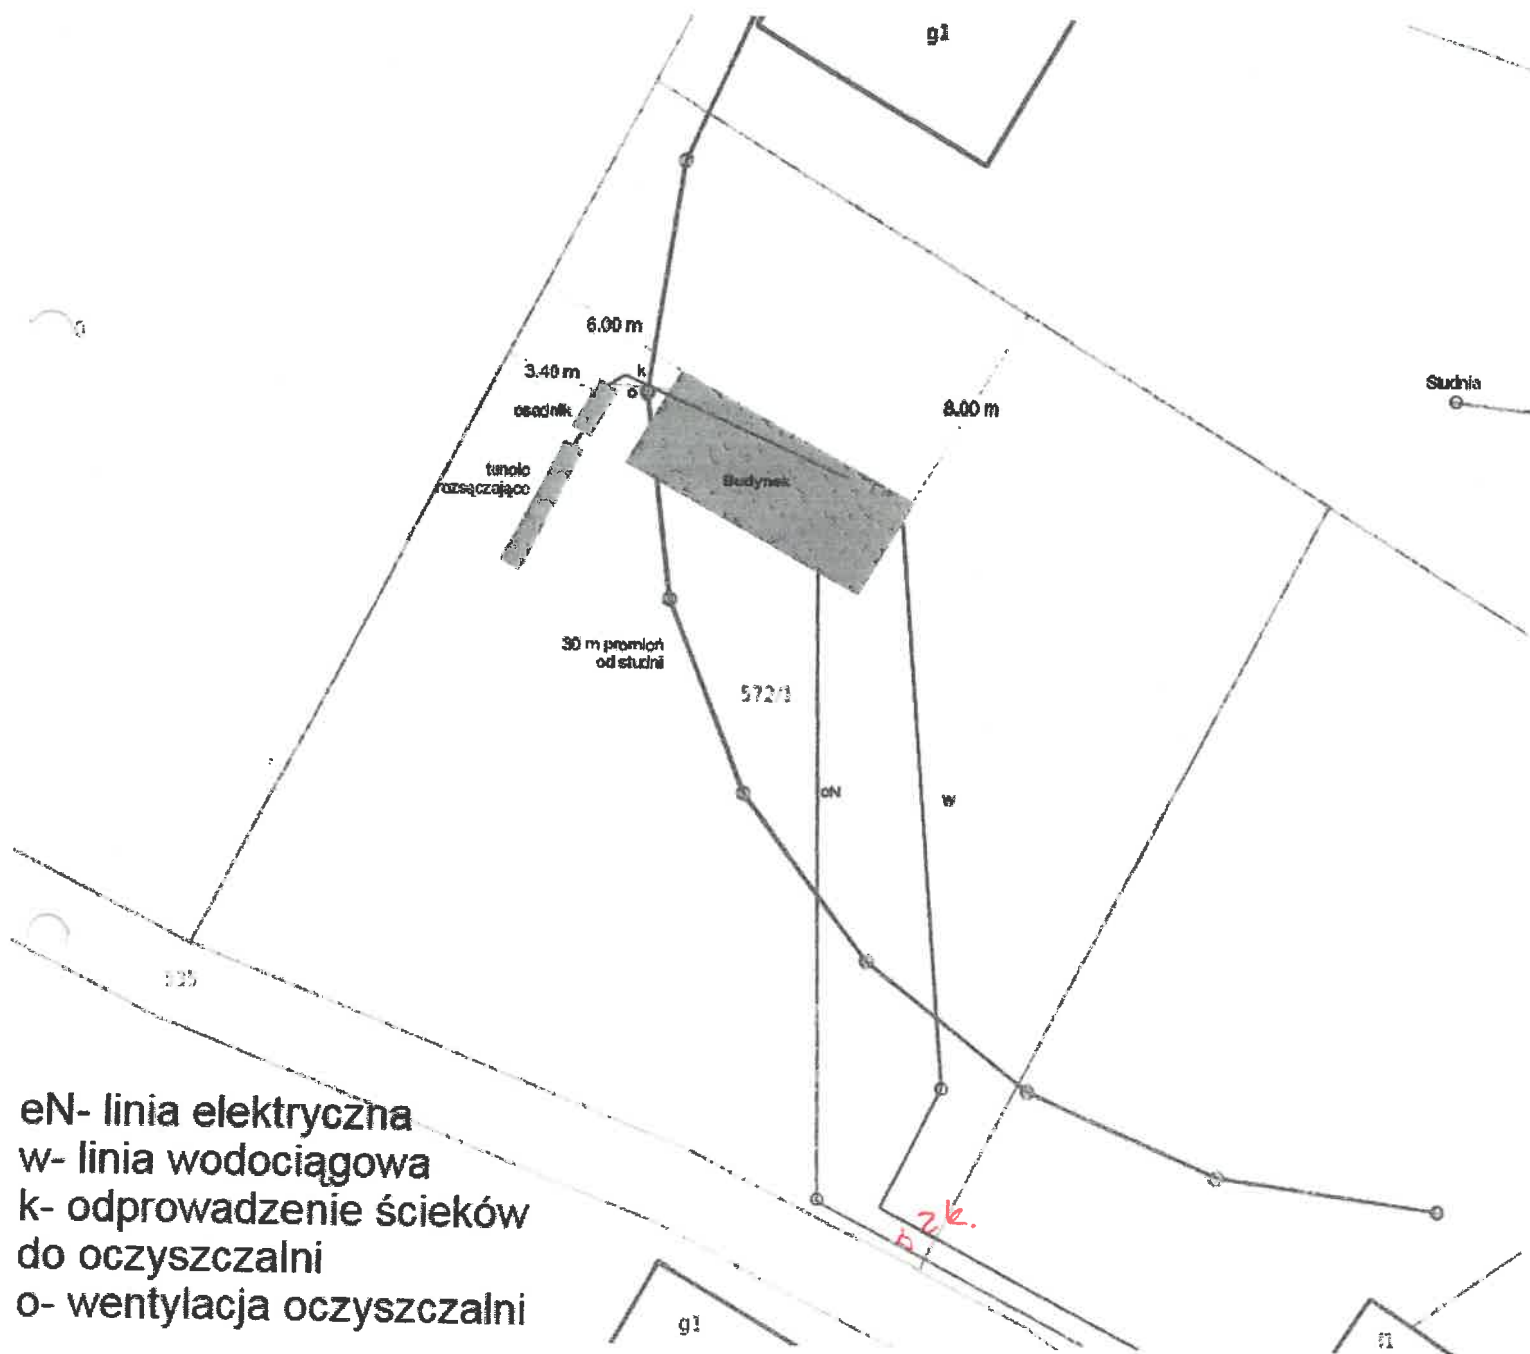 g1
6.00 m
3.40 m
k
o
osadnik
tunele
rozsączające
Budynek
8.00 m
Studnia
30 m promień
od studni
572/1
eN
w
535
eN- linia elektryczna
w- linia wodociągowa
k- odprowadzenie ścieków
do oczyszczalni
o- wentylacja oczyszczalni
g1